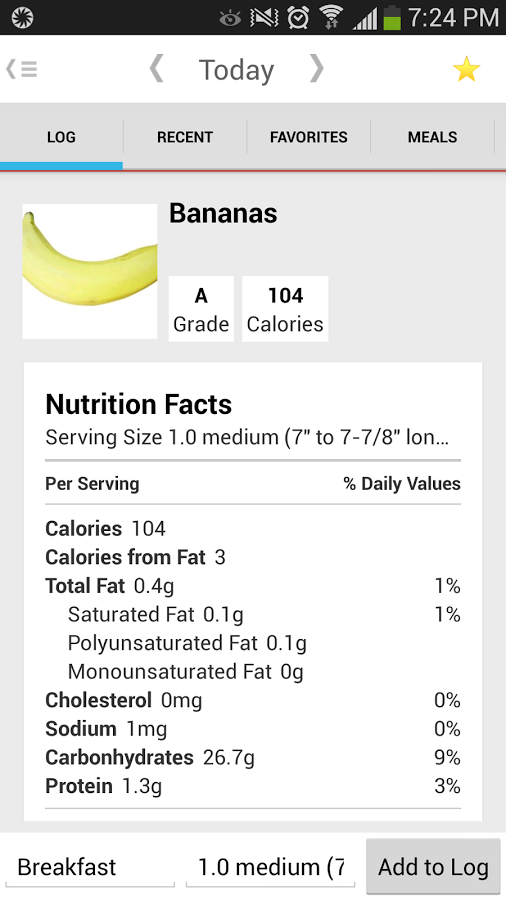 7:24 PM
Today
LOG RECENT FAVORITES MEALS
Bananas
A 104
Grade Calories
Nutrition Facts
Serving Size 1.0 medium (7" to 7-7/8" lon...
Per Serving % Daily Values
Calories 104
Calories from Fat 3
Total Fat 0.4g 1%
Saturated Fat 0.1g 1%
Polyunsaturated Fat 0.1g
Monounsaturated Fat 0g
Cholesterol 0mg 0%
Sodium 1mg 0%
Carbonhydrates 26.7g 9%
Protein 1.3g 3%
Breakfast 1.0 medium (7 Add to Log